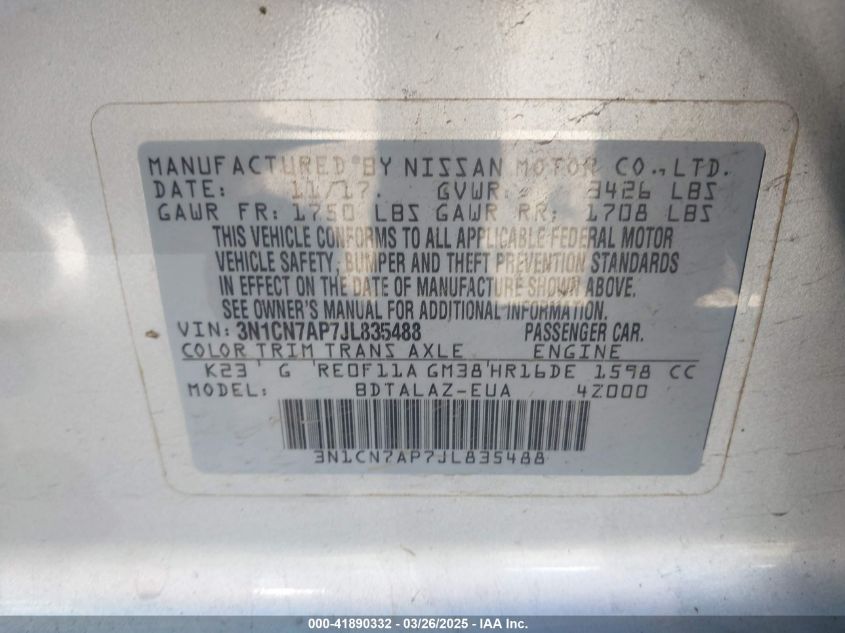 MANUFACTURED BY NISSAN MOTOR CO., LTD.
DATE: 11/17 GVWR: 3426 LBS
GAWR FR: 1750 LBS GAWR RR: 1708 LBS
THIS VEHICLE CONFORMS TO ALL APPLICABLE FEDERAL MOTOR
VEHICLE SAFETY, BUMPER AND THEFT PREVENTION STANDARDS
IN EFFECT ON THE DATE OF MANUFACTURE SHOWN ABOVE.
SEE OWNER'S MANUAL FOR ADDITIONAL INFORMATION.
VIN: 3N1CN7AP7JL835488 PASSENGER CAR.
COLOR TRIM TRANS AXLE ENGINE
K23 G RE0F11A GM38 HR16DE 1598 CC
MODEL: BDTALAZ-EUA 4Z000
3N1CN7AP7JL835488
000-41890332 - 03/26/2025 - IAA Inc.